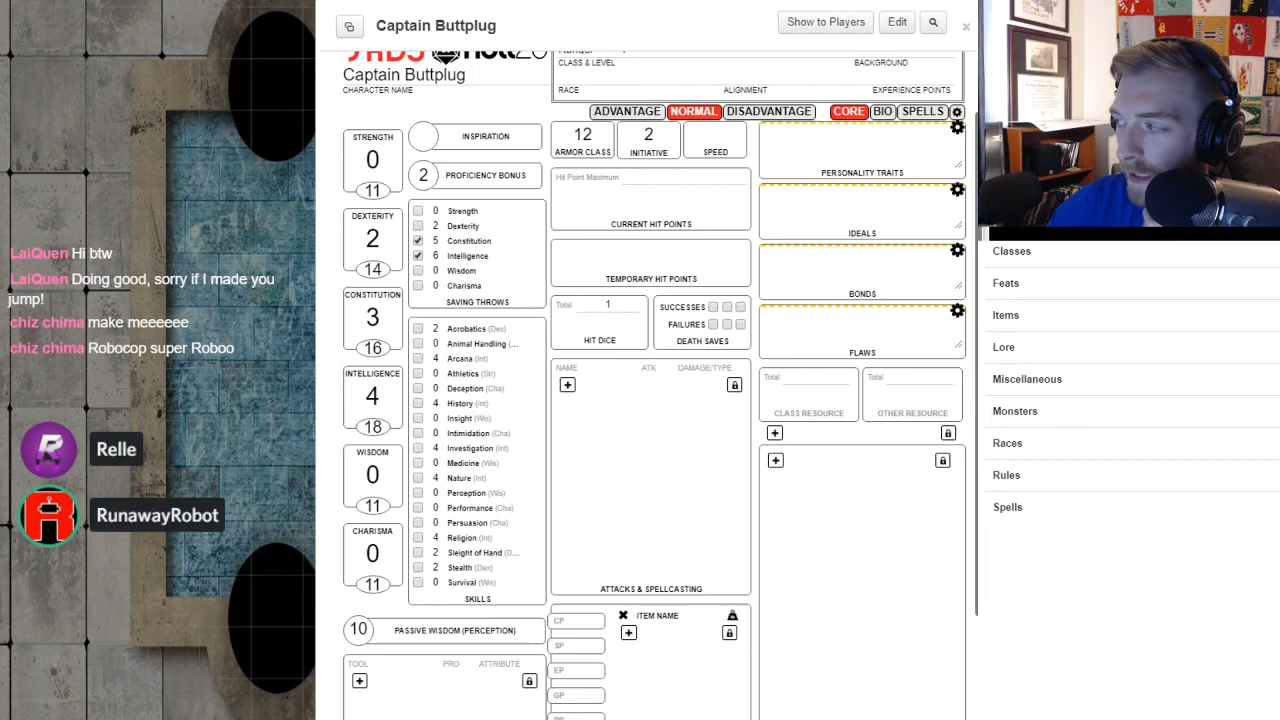 Captain Buttplug
Show to Players
Edit
Captain Buttplug
CHARACTER NAME
CLASS & LEVEL
BACKGROUND
RACE
ALIGNMENT
EXPERIENCE POINTS
ADVANTAGE
NORMAL
DISADVANTAGE
CORE
BIO
SPELLS
STRENGTH
0
11
DEXTERITY
2
14
CONSTITUTION
3
16
INTELLIGENCE
4
18
WISDOM
0
11
CHARISMA
0
11
INSPIRATION
2
PROFICIENCY BONUS
0 Strength
2 Dexterity
5 Constitution
6 Intelligence
0 Wisdom
0 Charisma
SAVING THROWS
2 Acrobatics (Dex)
0 Animal Handling (...
4 Arcana (Int)
0 Athletics (Str)
0 Deception (Cha)
4 History (Int)
0 Insight (Wis)
0 Intimidation (Cha)
4 Investigation (Int)
0 Medicine (Wis)
4 Nature (Int)
0 Perception (Wis)
0 Performance (Cha)
0 Persuasion (Cha)
4 Religion (Int)
2 Sleight of Hand (D...
2 Stealth (Dex)
0 Survival (Wis)
SKILLS
10
PASSIVE WISDOM (PERCEPTION)
TOOL
PRO
ATTRIBUTE
12
ARMOR CLASS
2
INITIATIVE
SPEED
Hit Point Maximum
CURRENT HIT POINTS
TEMPORARY HIT POINTS
Total
1
HIT DICE
SUCCESSES
FAILURES
DEATH SAVES
NAME
ATK
DAMAGE/TYPE
ATTACKS & SPELLCASTING
CP
SP
EP
GP
ITEM NAME
PERSONALITY TRAITS
IDEALS
BONDS
FLAWS
Total
CLASS RESOURCE
Total
OTHER RESOURCE
Classes
Feats
Items
Lore
Miscellaneous
Monsters
Races
Rules
Spells
LaiQuen Hi btw
LaiQuen Doing good, sorry if I made you
jump!
chiz chima make meeeeee
chiz chima Robocop super Roboo
Relle
RunawayRobot